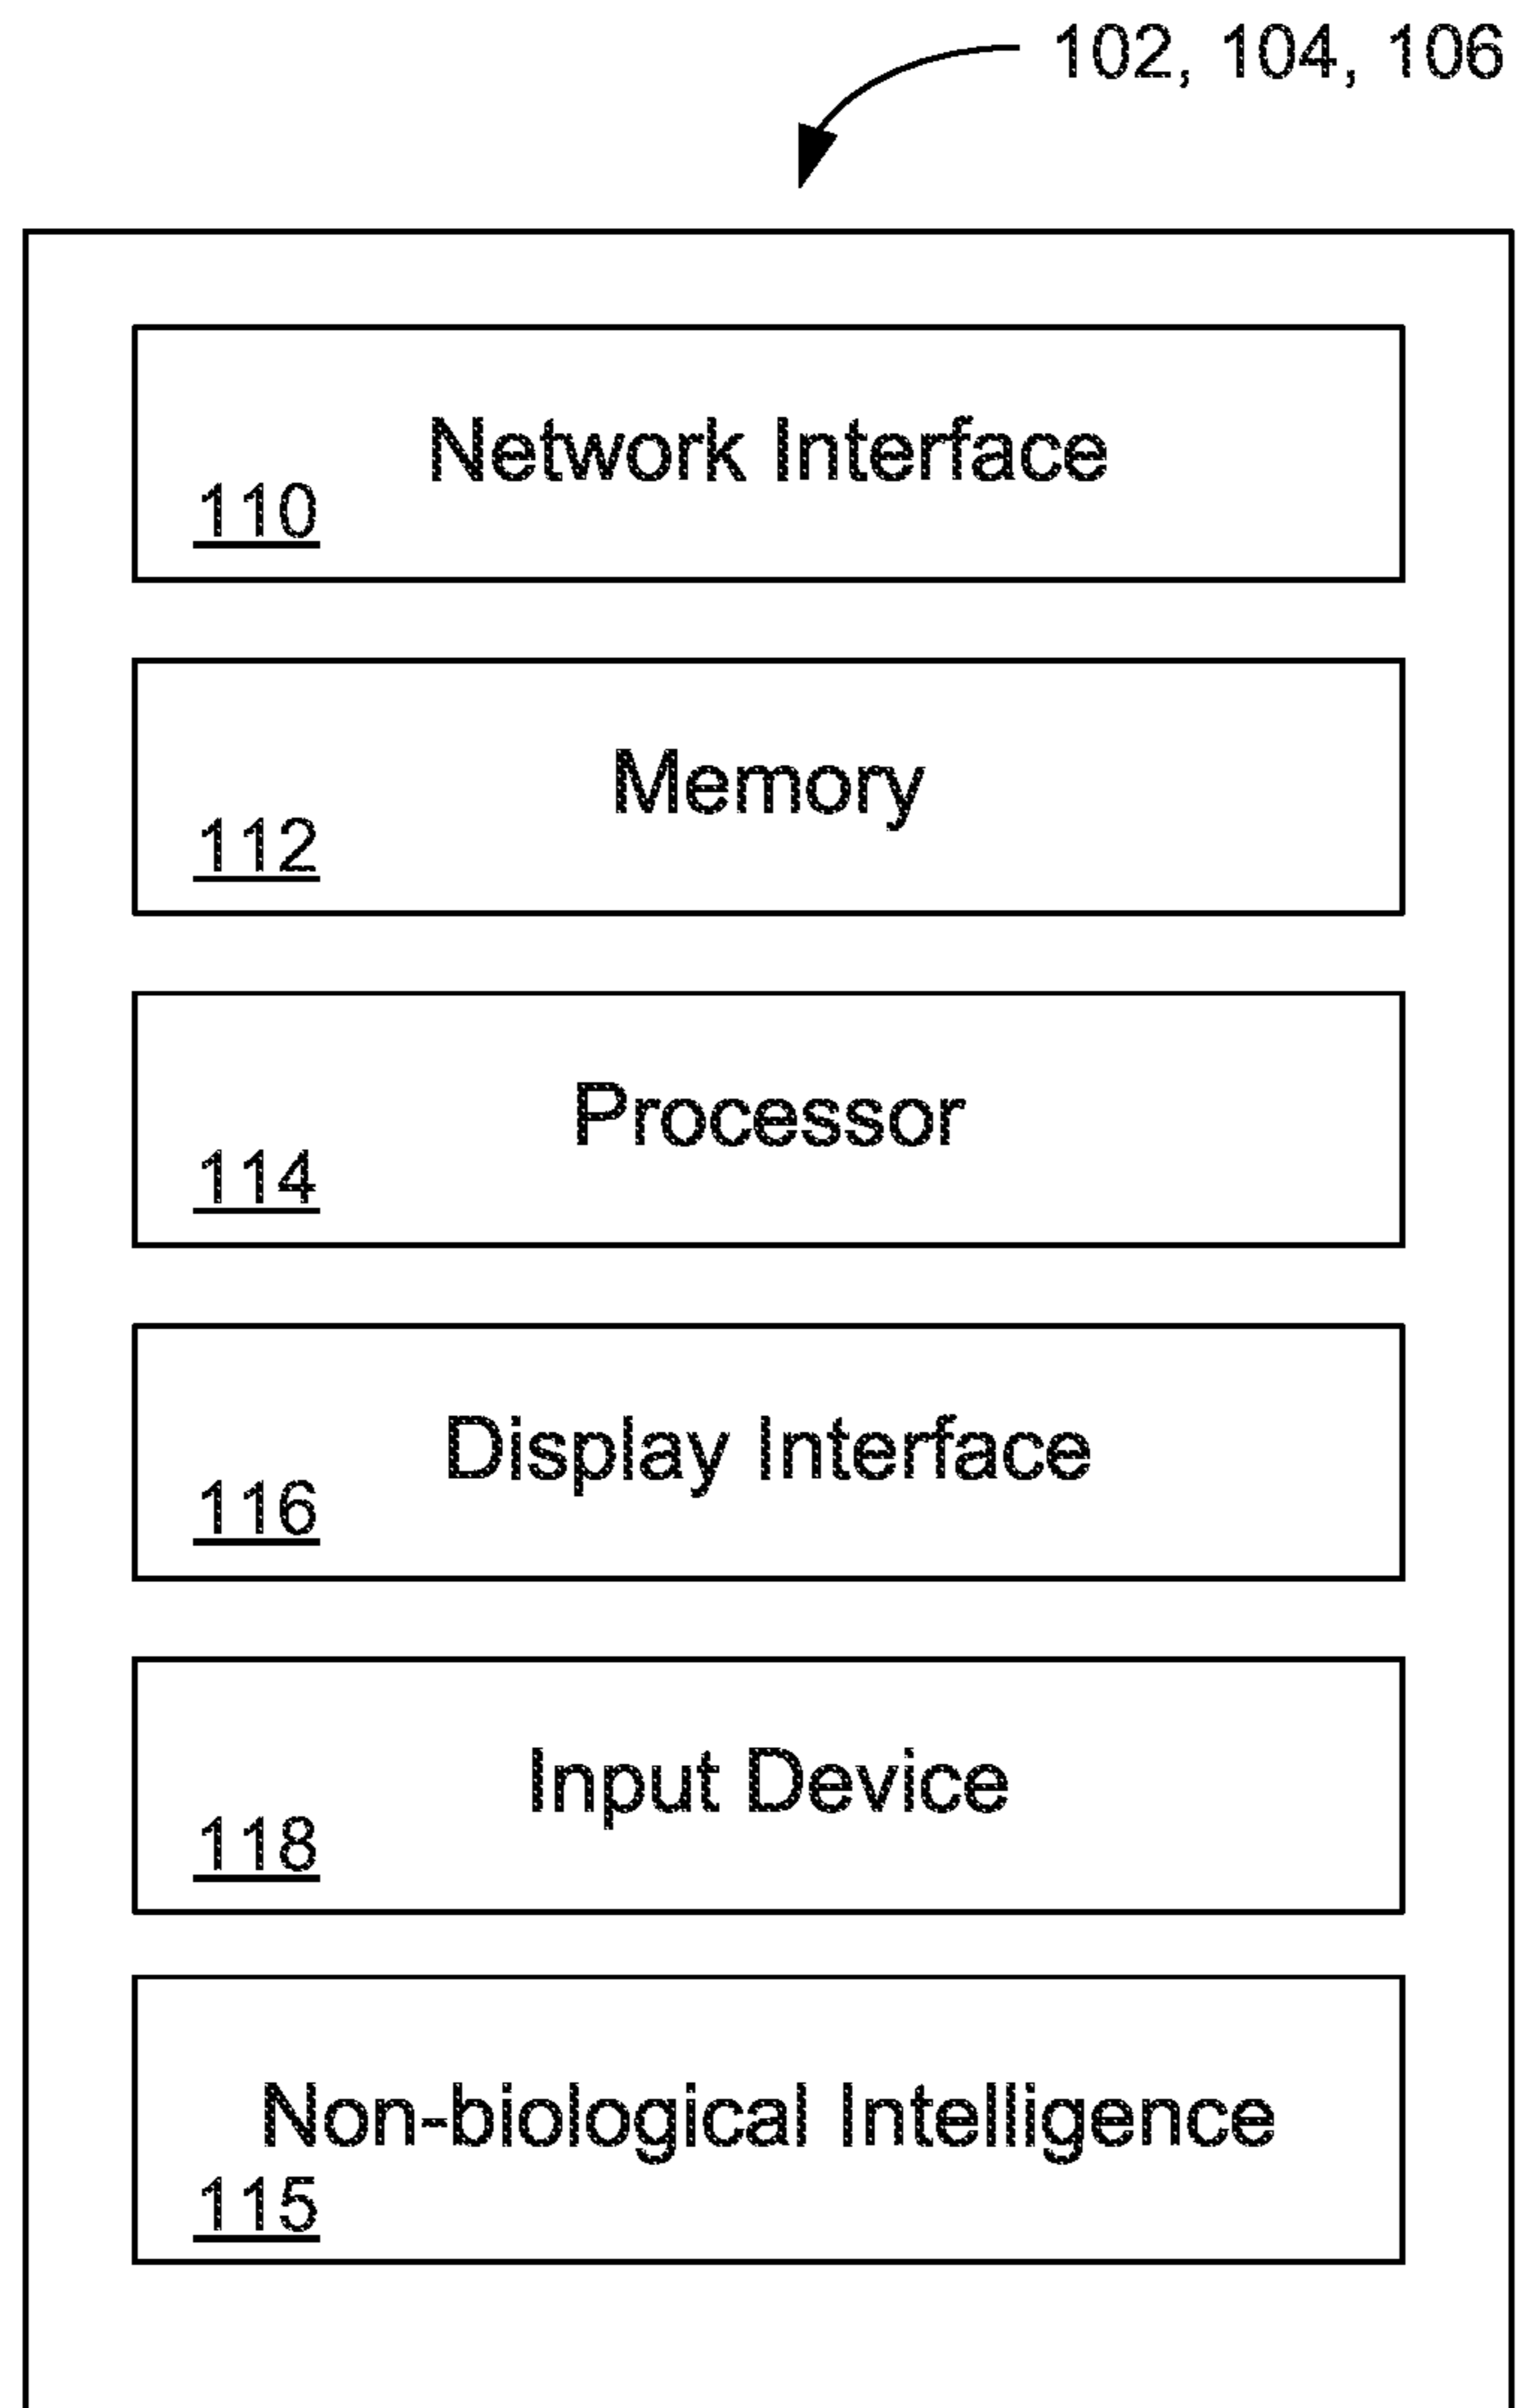 102, 104, 106
Network Interface
110
Memory
112
Processor
114
Display Interface
116
Input Device
118
Non-biological Intelligence
115